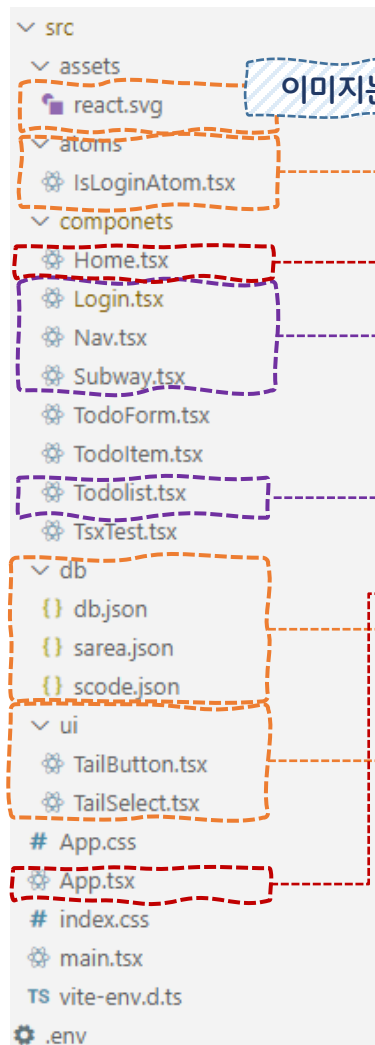 src
assets
react.svg
이미지는
atoms
IsLoginAtom.tsx
componets
Home.tsx
Login.tsx
Nav.tsx
Subway.tsx
TodoForm.tsx
TodoItem.tsx
Todolist.tsx
TsxTest.tsx
db
{} db.json
{} sarea.json
{} scode.json
ui
TailButton.tsx
TailSelect.tsx
# App.css
App.tsx
# index.css
main.tsx
TS vite-env.d.ts
.env